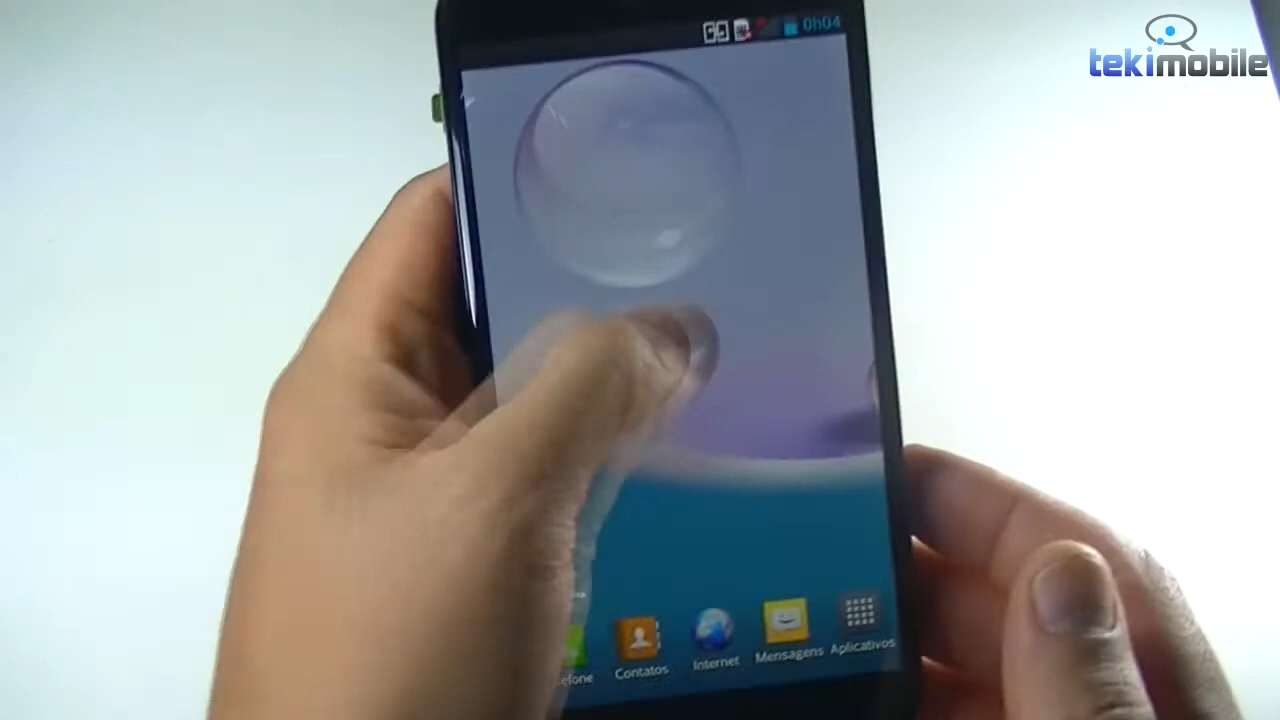 0h04
tekimobile
efone
Contatos
Internet
Mensagens
Aplicativos